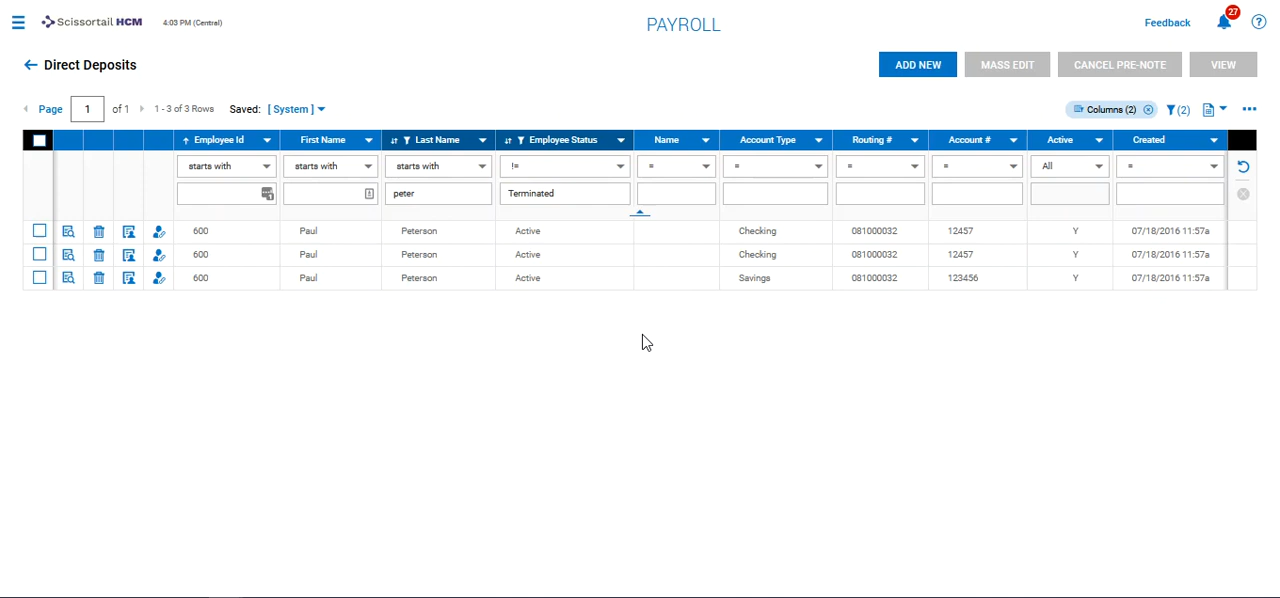 Scissortail HCM 4:03 PM (Central) PAYROLL Feedback 27 ?
Direct Deposits ADD NEW MASS EDIT CANCEL PRE-NOTE VIEW
Page 1 of 1 1 - 3 of 3 Rows Saved: [ System ] Columns (2) (2)
Employee Id First Name Last Name Employee Status Name Account Type Routing # Account # Active Created
starts with starts with starts with != = = = = All =
peter Terminated
600 Paul Peterson Active Checking 081000032 12457 Y 07/18/2016 11:57a
600 Paul Peterson Active Checking 081000032 12457 Y 07/18/2016 11:57a
600 Paul Peterson Active Savings 081000032 123456 Y 07/18/2016 11:57a